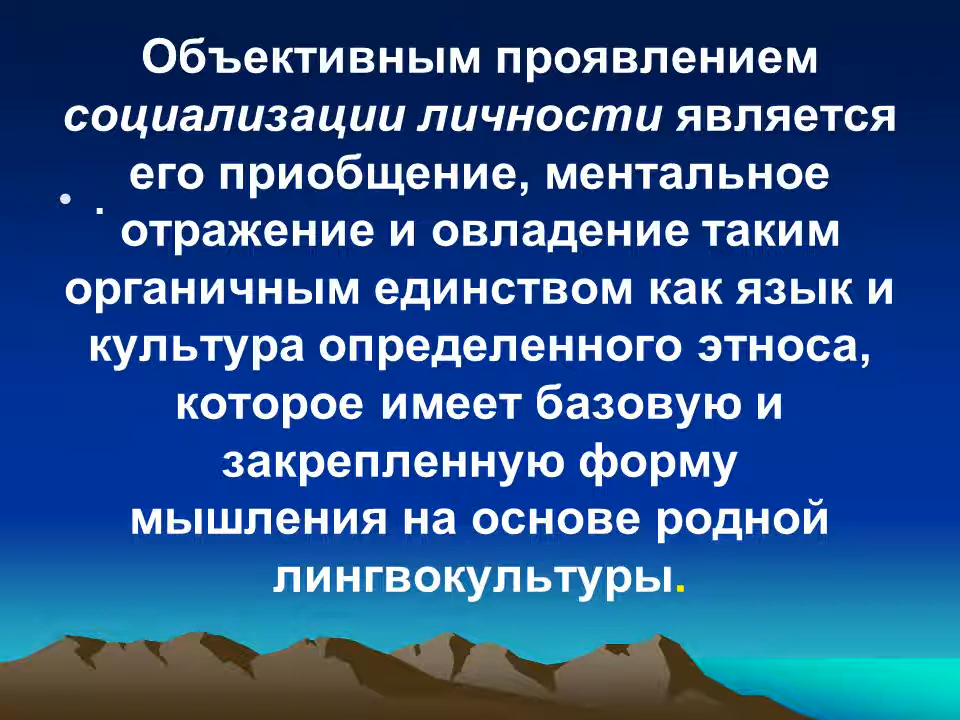 Объективным проявлением
социализации личности является
его приобщение, ментальное
• .
отражение и овладение таким
органичным единством как язык и
культура определенного этноса,
которое имеет базовую и
закрепленную форму
мышления на основе родной
лингвокультуры.